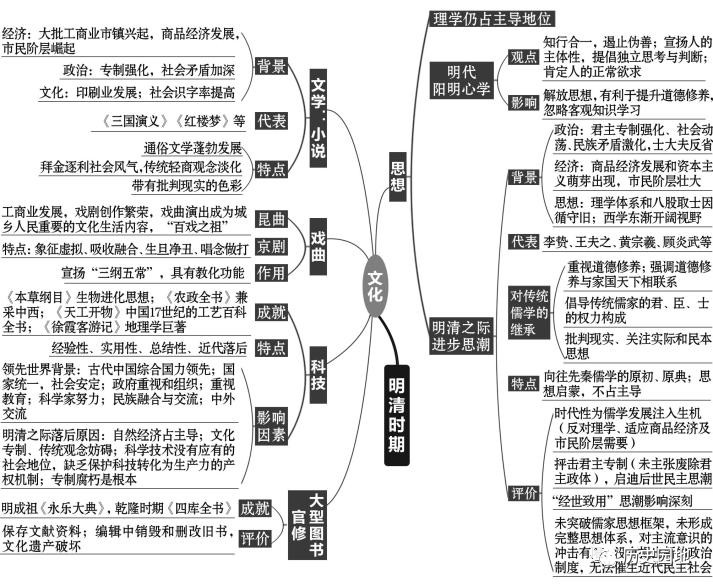 明清时期
文化
文学：小说
背景
经济：大批工商业市镇兴起，商品经济发展，
市民阶层崛起
政治：专制强化，社会矛盾加深
文化：印刷业发展；社会识字率提高
代表
《三国演义》《红楼梦》等
特点
通俗文学蓬勃发展
拜金逐利社会风气，传统轻商观念淡化
带有批判现实的色彩
戏曲
昆曲
工商业发展，戏剧创作繁荣，戏曲演出成为城
乡人民重要的文化生活内容，“百戏之祖”
京剧
特点：象征虚拟、吸收融合、生旦净丑、唱念做打
作用
宣扬“三纲五常”，具有教化功能
科技
成就
《本草纲目》生物进化思想；《农政全书》兼
采中西；《天工开物》中国17世纪的工艺百科
全书；《徐霞客游记》地理学巨著
特点
经验性、实用性、总结性、近代落后
影响
因素
领先世界背景：古代中国综合国力领先；国
家统一，社会安定；政府重视和组织；重视
教育；科学家努力；民族融合与交流；中外
交流
明清之际落后原因：自然经济占主导；文化
专制、传统观念妨碍；科学技术没有应有的
社会地位，缺乏保护科技转化为生产力的产
权机制；专制腐朽是根本
大型图书
官修
成就
明成祖《永乐大典》，乾隆时期《四库全书》
评价
保存文献资料；编辑中销毁和删改旧书，
文化遗产破坏
思想
理学仍占主导地位
明代
阳明心学
观点
知行合一，遏止伪善；宣扬人的
主体性，提倡独立思考与判断；
肯定人的正常欲求
影响
解放思想，有利于提升道德修养，
忽略客观知识学习
明清之际
进步思潮
背景
政治：君主专制强化、社会动
荡、民族矛盾激化，士大夫反省
经济：商品经济发展和资本主
义萌芽出现，市民阶层壮大
思想：理学体系和八股取士因
循守旧；西学东渐开阔视野
代表
李贽、王夫之、黄宗羲、顾炎武等
对传统
儒学的
继承
重视道德修养；强调道德修
养与家国天下相联系
倡导传统儒家的君、臣、士
的权力构成
批判现实、关注实际和民本
思想
特点
向往先秦儒学的原初、原典；思
想启蒙，不占主导
评价
时代性为儒学发展注入生机
（反对理学、适应商品经济及
市民阶层需要）
抨击君主专制（未主张废除君
主政体），启迪后世民主思潮
“经世致用”思潮影响深刻
未突破儒家思想框架，未形成
完整思想体系，对主流意识的
冲击有
政治
制度，无法催生近代民主社会